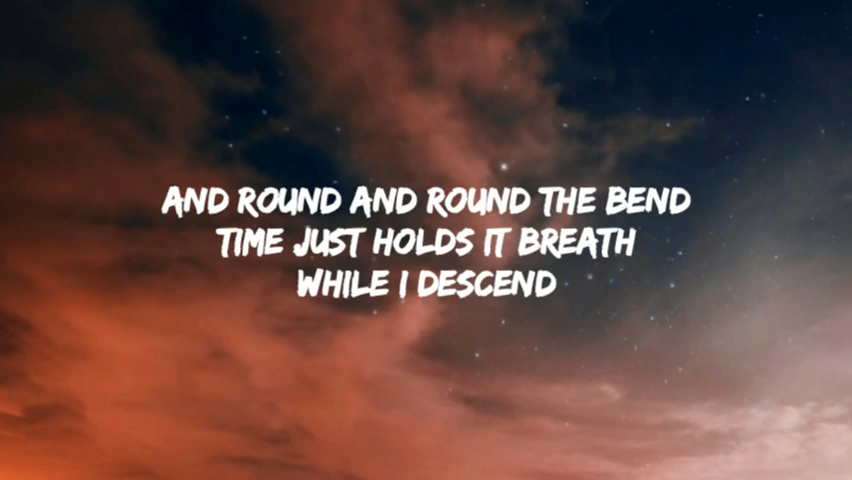 AND ROUND AND ROUND THE BEND
TIME JUST HOLDS IT BREATH
WHILE I DESCEND